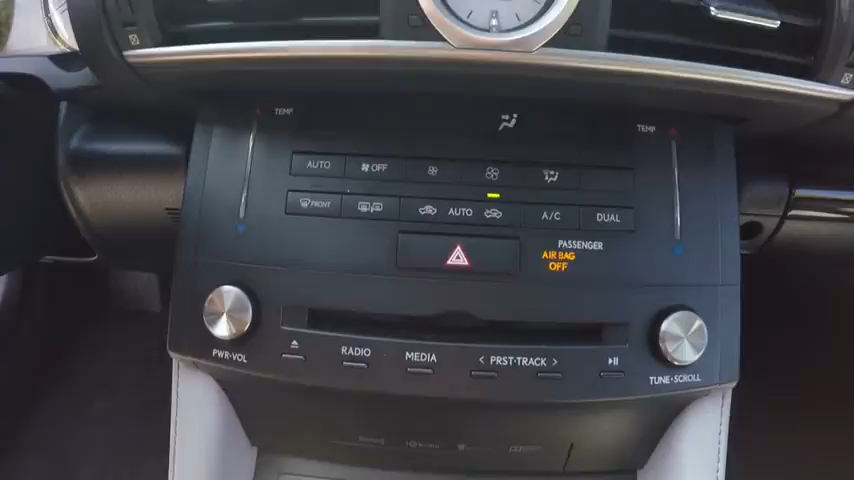 TEMP
TEMP
AUTO OFF
FRONT AUTO A/C DUAL
PASSENGER
AIR BAG
OFF
PWR•VOL RADIO MEDIA < PRST•TRACK > TUNE•SCROLL